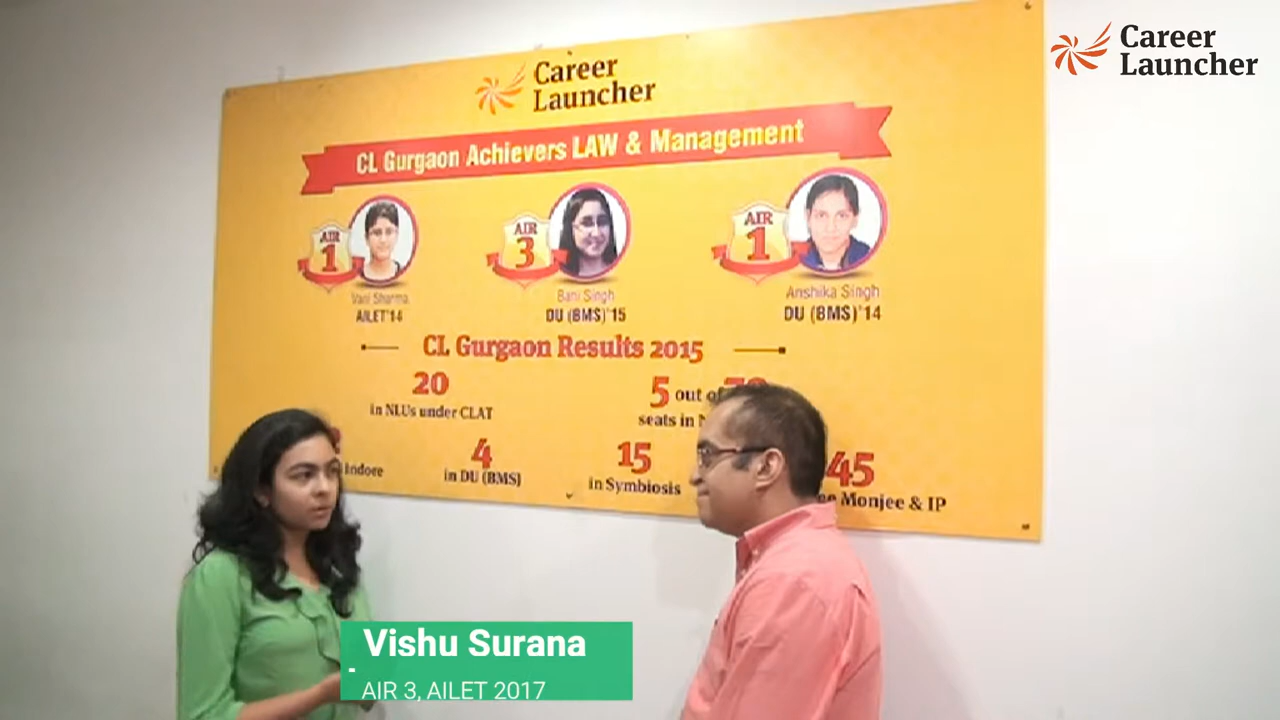 Career
Launcher
Career
Launcher
CL Gurgaon Achievers LAW & Management
AIR
1
AIR
3
AIR
1
Vani Sharma
AILET'14
Bani Singh
DU (BMS)'15
Anshika Singh
DU (BMS)'14
CL Gurgaon Results 2015
20
in NLUs under CLAT
5 out of
seats in
Indore
4
in DU (BMS)
15
in Symbiosis
45
Monjee & IP
Vishu Surana
AIR 3, AILET 2017